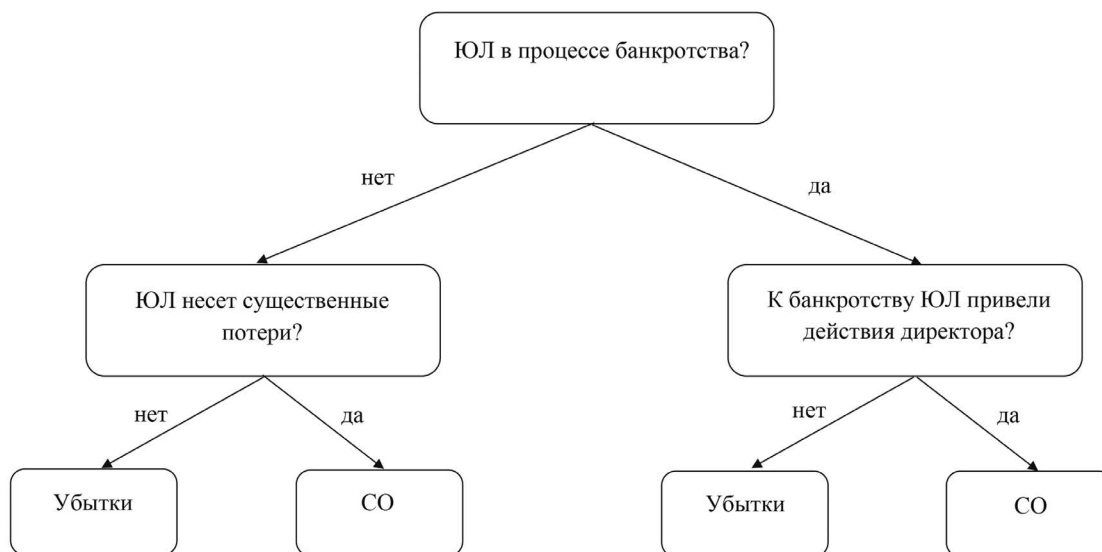 ЮЛ в процессе банкротства?
нет
да
ЮЛ несет существенные
потери?
К банкротству ЮЛ привели
действия директора?
нет
да
нет
да
Убытки
СО
Убытки
СО